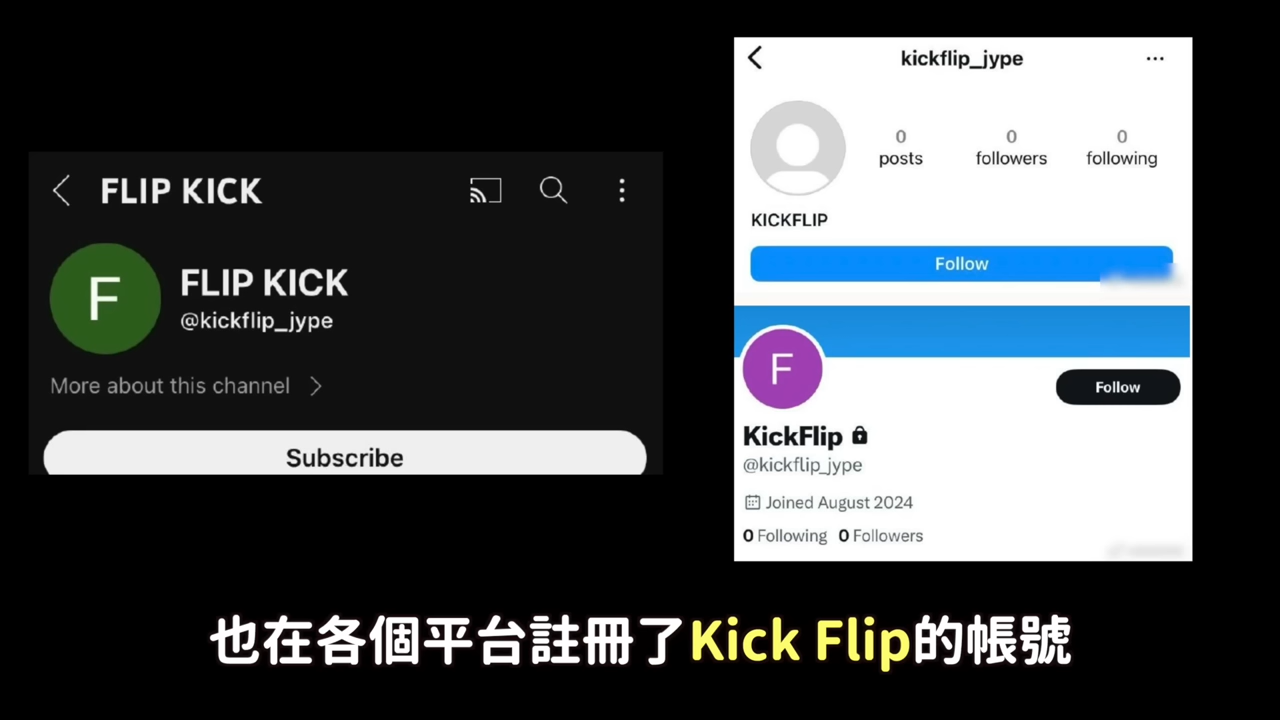 FLIP KICK
F
FLIP KICK
@kickflip_jype
More about this channel
Subscribe
kickflip_jype
0 0 0
posts followers following
KICKFLIP
Follow
F
Follow
KickFlip
@kickflip_jype
Joined August 2024
0 Following 0 Followers
也在各個平台註冊了Kick Flip的帳號